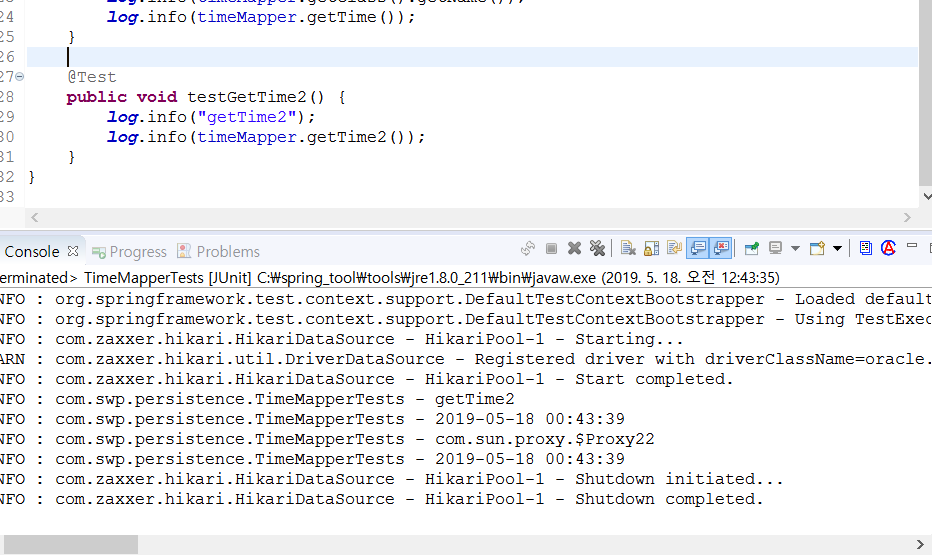 log.info(timeMapper.getClass().getName());
24 log.info(timeMapper.getTime());
25 }
26
27 @Test
28 public void testGetTime2() {
29 log.info("getTime2");
30 log.info(timeMapper.getTime2());
31 }
32 }
33
Console Progress Problems
erminated> TimeMapperTests [JUnit] C:₩spring_tool₩tools₩jre1.8.0_211₩bin₩javaw.exe (2019. 5. 18. 오전 12:43:35)
NFO : org.springframework.test.context.support.DefaultTestContextBootstrapper - Loaded default
NFO : org.springframework.test.context.support.DefaultTestContextBootstrapper - Using TestExec
NFO : com.zaxxer.hikari.HikariDataSource - HikariPool-1 - Starting...
ARN : com.zaxxer.hikari.util.DriverDataSource - Registered driver with driverClassName=oracle.
NFO : com.zaxxer.hikari.HikariDataSource - HikariPool-1 - Start completed.
NFO : com.swp.persistence.TimeMapperTests - getTime2
NFO : com.swp.persistence.TimeMapperTests - 2019-05-18 00:43:39
NFO : com.swp.persistence.TimeMapperTests - com.sun.proxy.$Proxy22
NFO : com.swp.persistence.TimeMapperTests - 2019-05-18 00:43:39
NFO : com.zaxxer.hikari.HikariDataSource - HikariPool-1 - Shutdown initiated...
NFO : com.zaxxer.hikari.HikariDataSource - HikariPool-1 - Shutdown completed.